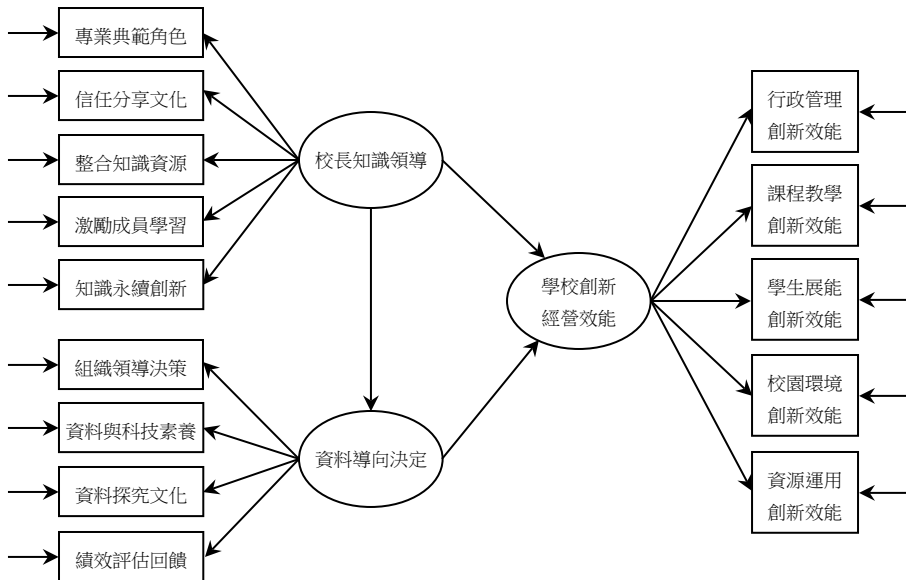 專業典範角色
信任分享文化
整合知識資源
激勵成員學習
知識永續創新
組織領導決策
資料與科技素養
資料探究文化
績效評估回饋
校長知識領導
資料導向決定
學校創新
經營效能
行政管理
創新效能
課程教學
創新效能
學生展能
創新效能
校園環境
創新效能
資源運用
創新效能